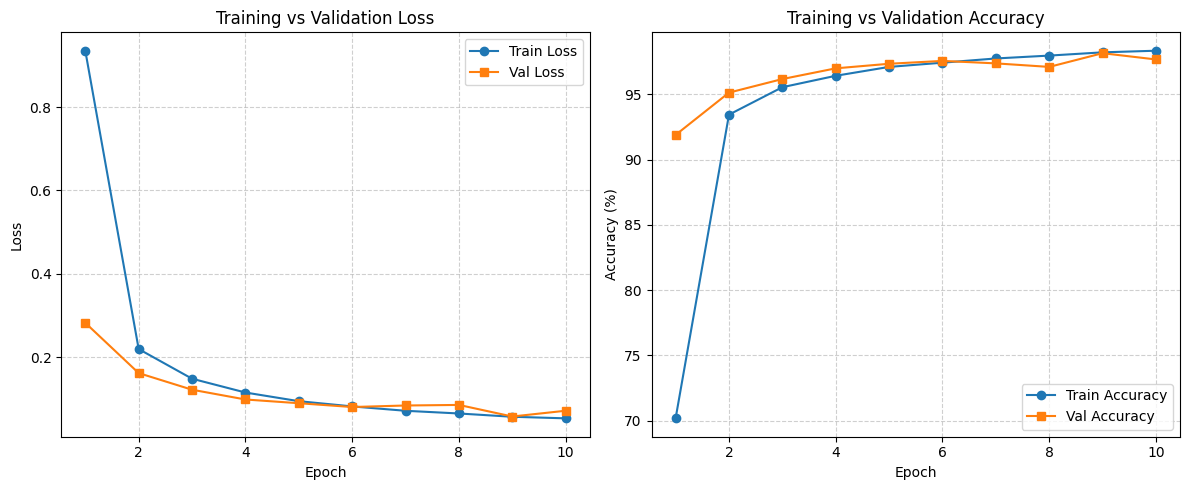 Training vs Validation Loss
Train Loss
Val Loss
0.8
0.6
0.4
0.2
Loss
2
4
6
8
10
Epoch
Training vs Validation Accuracy
95
90
85
80
75
70
Accuracy (%)
Train Accuracy
Val Accuracy
2
4
6
8
10
Epoch